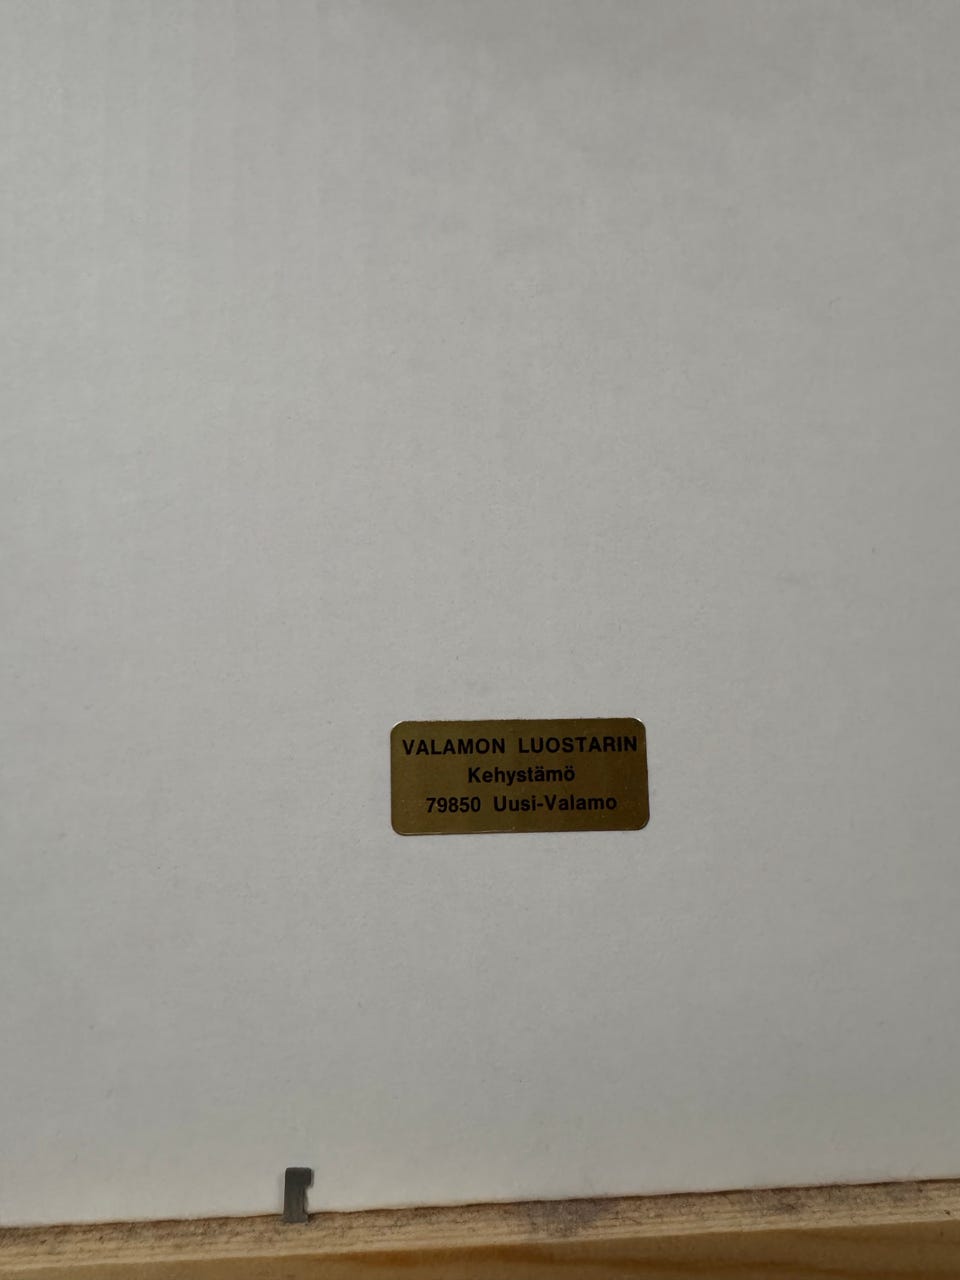 VALAMON LUOSTARIN
Kehystämö
79850 Uusi-Valamo